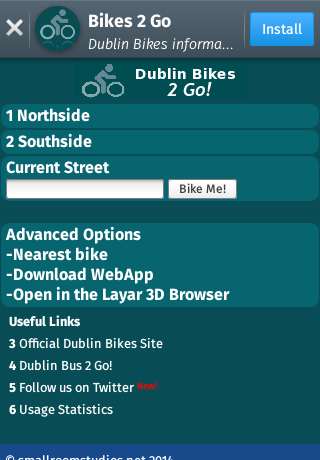 Bikes 2 Go
Dublin Bikes informa...
Install
Dublin Bikes
2 Go!
1 Northside
2 Southside
Current Street
Bike Me!
Advanced Options
-Nearest bike
-Download WebApp
-Open in the Layar 3D Browser
Useful Links
3 Official Dublin Bikes Site
4 Dublin Bus 2 Go!
5 Follow us on Twitter New!
6 Usage Statistics
© smallroomstudios.net 2014